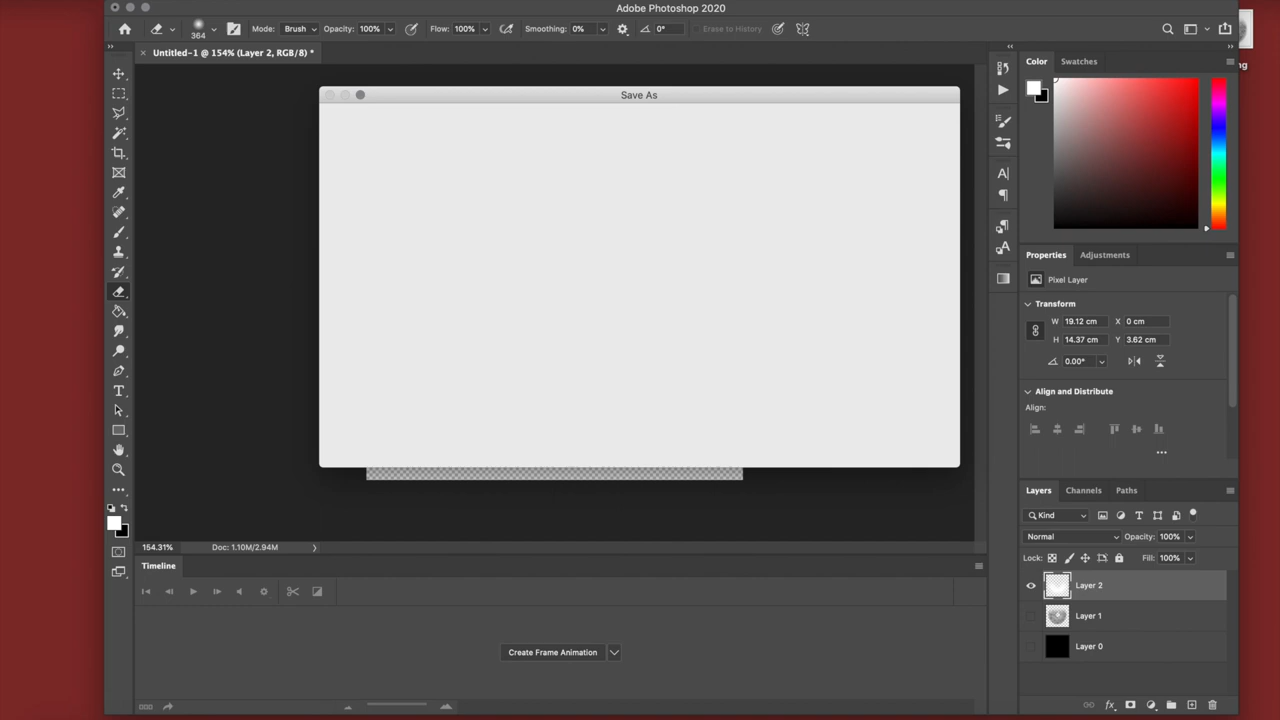 Adobe Photoshop 2020
364
Mode: Brush
Opacity: 100%
Flow: 100%
Smoothing: 0%
0°
Erase to History
Untitled-1 @ 154% (Layer 2, RGB/8) *
ng
Save As
Color
Swatches
Properties
Adjustments
Pixel Layer
Transform
W 19.12 cm
X 0 cm
H 14.37 cm
Y 3.62 cm
0.00°
Align and Distribute
Align:
Layers
Channels
Paths
Kind
Normal
Opacity: 100%
Lock:
Fill: 100%
Layer 2
Layer 1
Layer 0
154.31%
Doc: 1.10M/2.94M
Timeline
Create Frame Animation